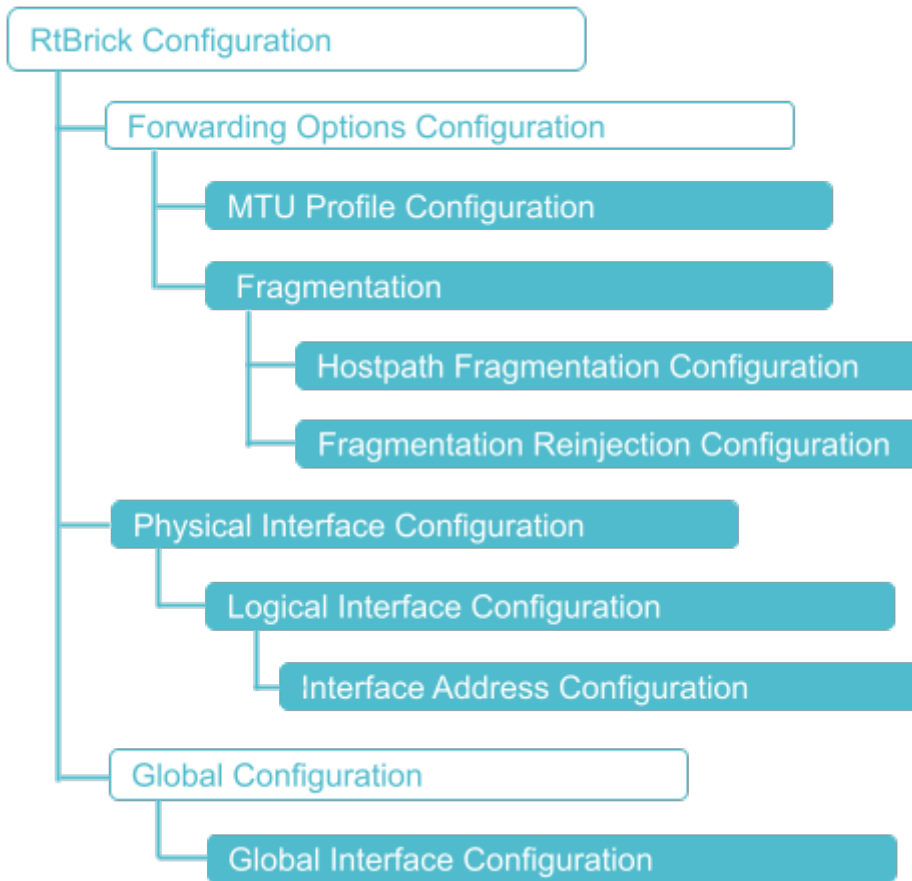 RtBrick Configuration
Forwarding Options Configuration
MTU Profile Configuration
Fragmentation
Hostpath Fragmentation Configuration
Fragmentation Reinjection Configuration
Physical Interface Configuration
Logical Interface Configuration
Interface Address Configuration
Global Configuration
Global Interface Configuration